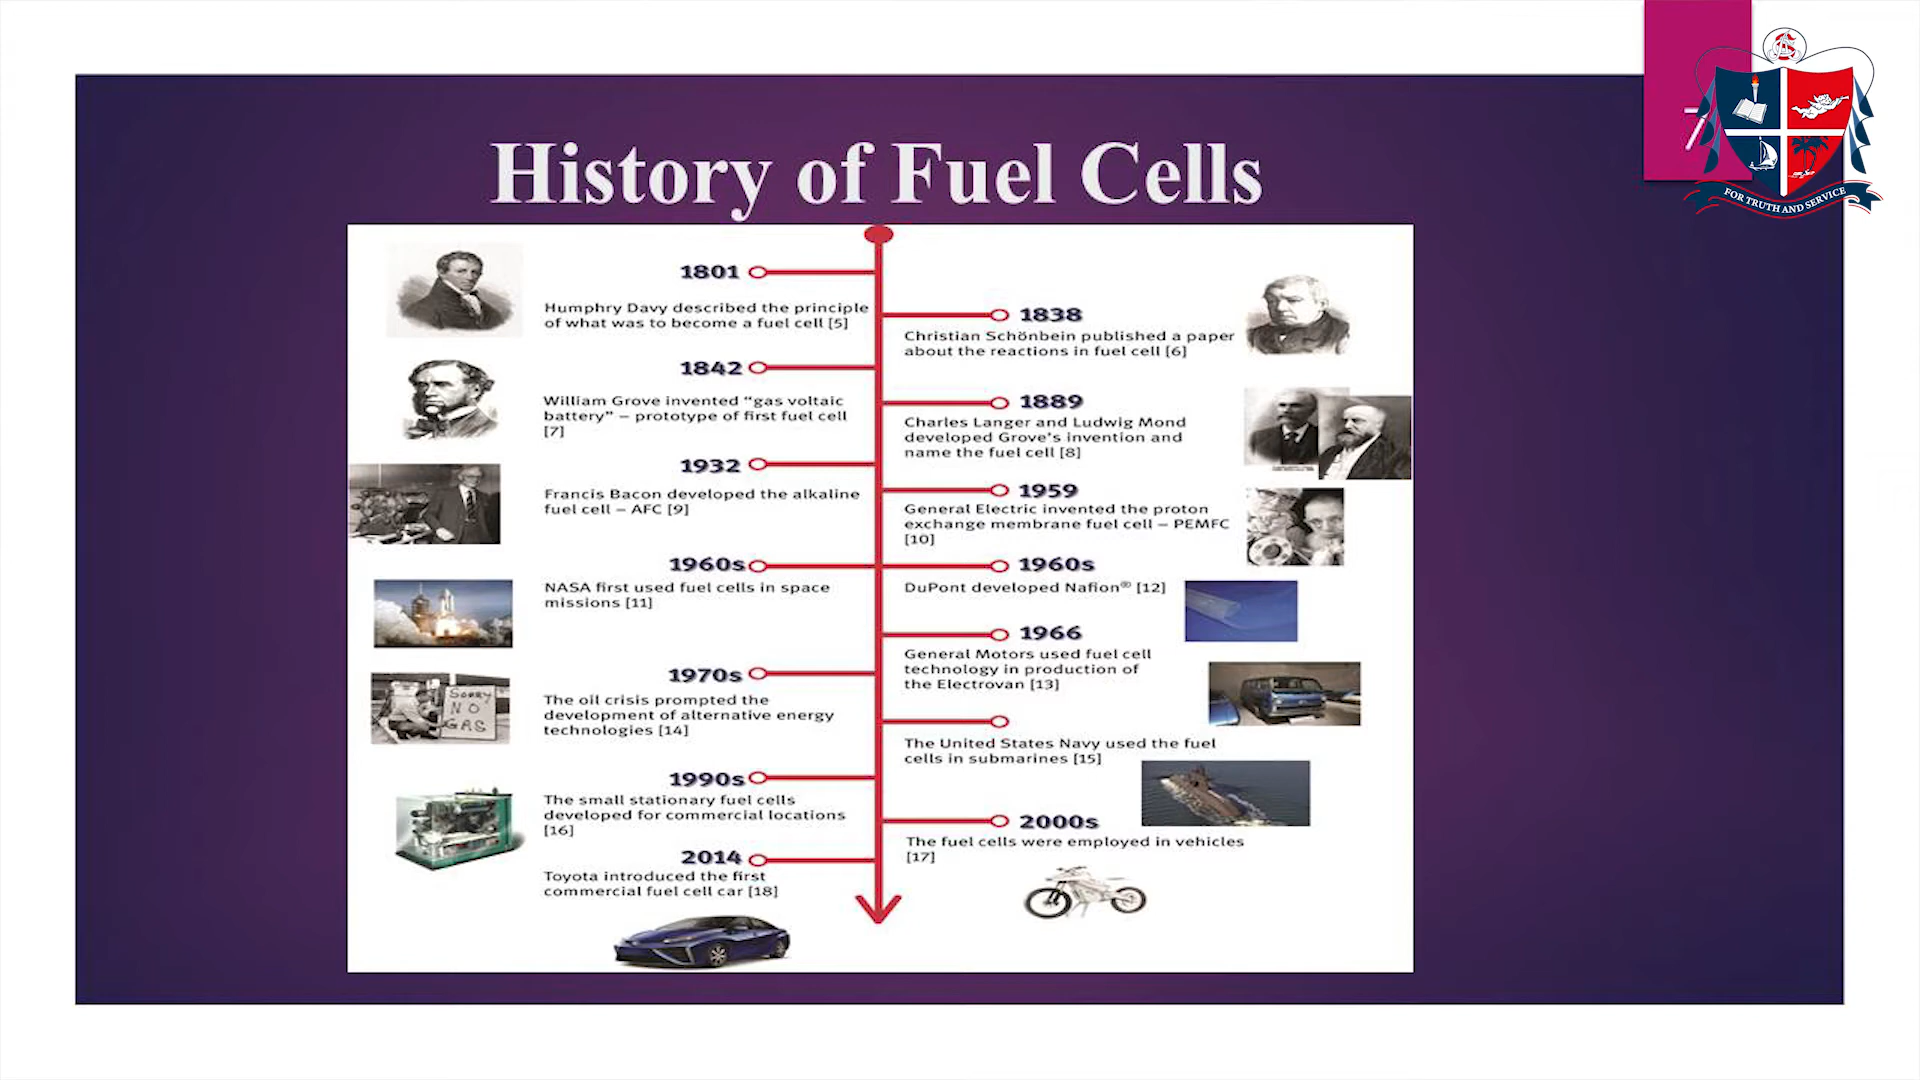 History of Fuel Cells
7
FOR TRUTH AND SERVICE
1801
Humphry Davy described the principle
of what was to become a fuel cell [5]
1838
Christian Schönbein published a paper
about the reactions in fuel cell [6]
1842
William Grove invented “gas voltaic
battery” – prototype of first fuel cell
[7]
1889
Charles Langer and Ludwig Mond
developed Grove's invention and
name the fuel cell [8]
1932
Francis Bacon developed the alkaline
fuel cell – AFC [9]
1959
General Electric invented the proton
exchange membrane fuel cell – PEMFC
[10]
1960s
NASA first used fuel cells in space
missions [11]
1960s
DuPont developed Nafion® [12]
1966
General Motors used fuel cell
technology in production of
the Electrovan [13]
1970s
The oil crisis prompted the
development of alternative energy
technologies [14]
SORRY
NO
GAS
The United States Navy used the fuel
cells in submarines [15]
1990s
The small stationary fuel cells
developed for commercial locations
[16]
2000s
The fuel cells were employed in vehicles
[17]
2014
Toyota introduced the first
commercial fuel cell car [18]